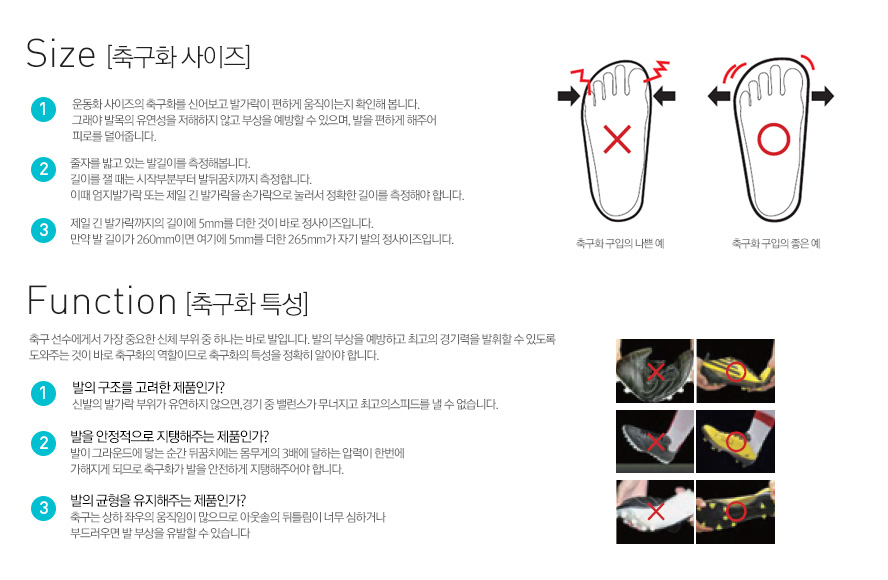 Size [축구화 사이즈]
1 운동화 사이즈의 축구화를 신어보고 발가락이 편하게 움직이는지 확인해 봅니다.
그래야 발목의 유연성을 저해하지 않고 부상을 예방할 수 있으며, 발을 편하게 해주어
피로를 덜어줍니다.
2 줄자를 밟고 있는 발길이를 측정해봅니다.
길이를 잴 때는 시작부분부터 발뒤꿈치까지 측정합니다.
이때 엄지발가락 또는 제일 긴 발가락을 손가락으로 눌러서 정확한 길이를 측정해야 합니다.
3 제일 긴 발가락까지의 길이에 5mm를 더한 것이 바로 정사이즈입니다.
만약 발 길이가 260mm이면 여기에 5mm를 더한 265mm가 자기 발의 정사이즈입니다.
축구화 구입의 나쁜 예
축구화 구입의 좋은 예
Function [축구화 특성]
축구 선수에게서 가장 중요한 신체 부위 중 하나는 바로 발입니다. 발의 부상을 예방하고 최고의 경기력을 발휘할 수 있도록
도와주는 것이 바로 축구화의 역할이므로 축구화의 특성을 정확히 알아야 합니다.
1 발의 구조를 고려한 제품인가?
신발의 발가락 부위가 유연하지 않으면,경기 중 밸런스가 무너지고 최고의스피드를 낼 수 없습니다.
2 발을 안정적으로 지탱해주는 제품인가?
발이 그라운드에 닿는 순간 뒤꿈치에는 몸무게의 3배에 달하는 압력이 한번에
가해지게 되므로 축구화가 발을 안전하게 지탱해주어야 합니다.
3 발의 균형을 유지해주는 제품인가?
축구는 상하 좌우의 움직임이 많으므로 아웃솔의 뒤틀림이 너무 심하거나
부드러우면 발 부상을 유발할 수 있습니다